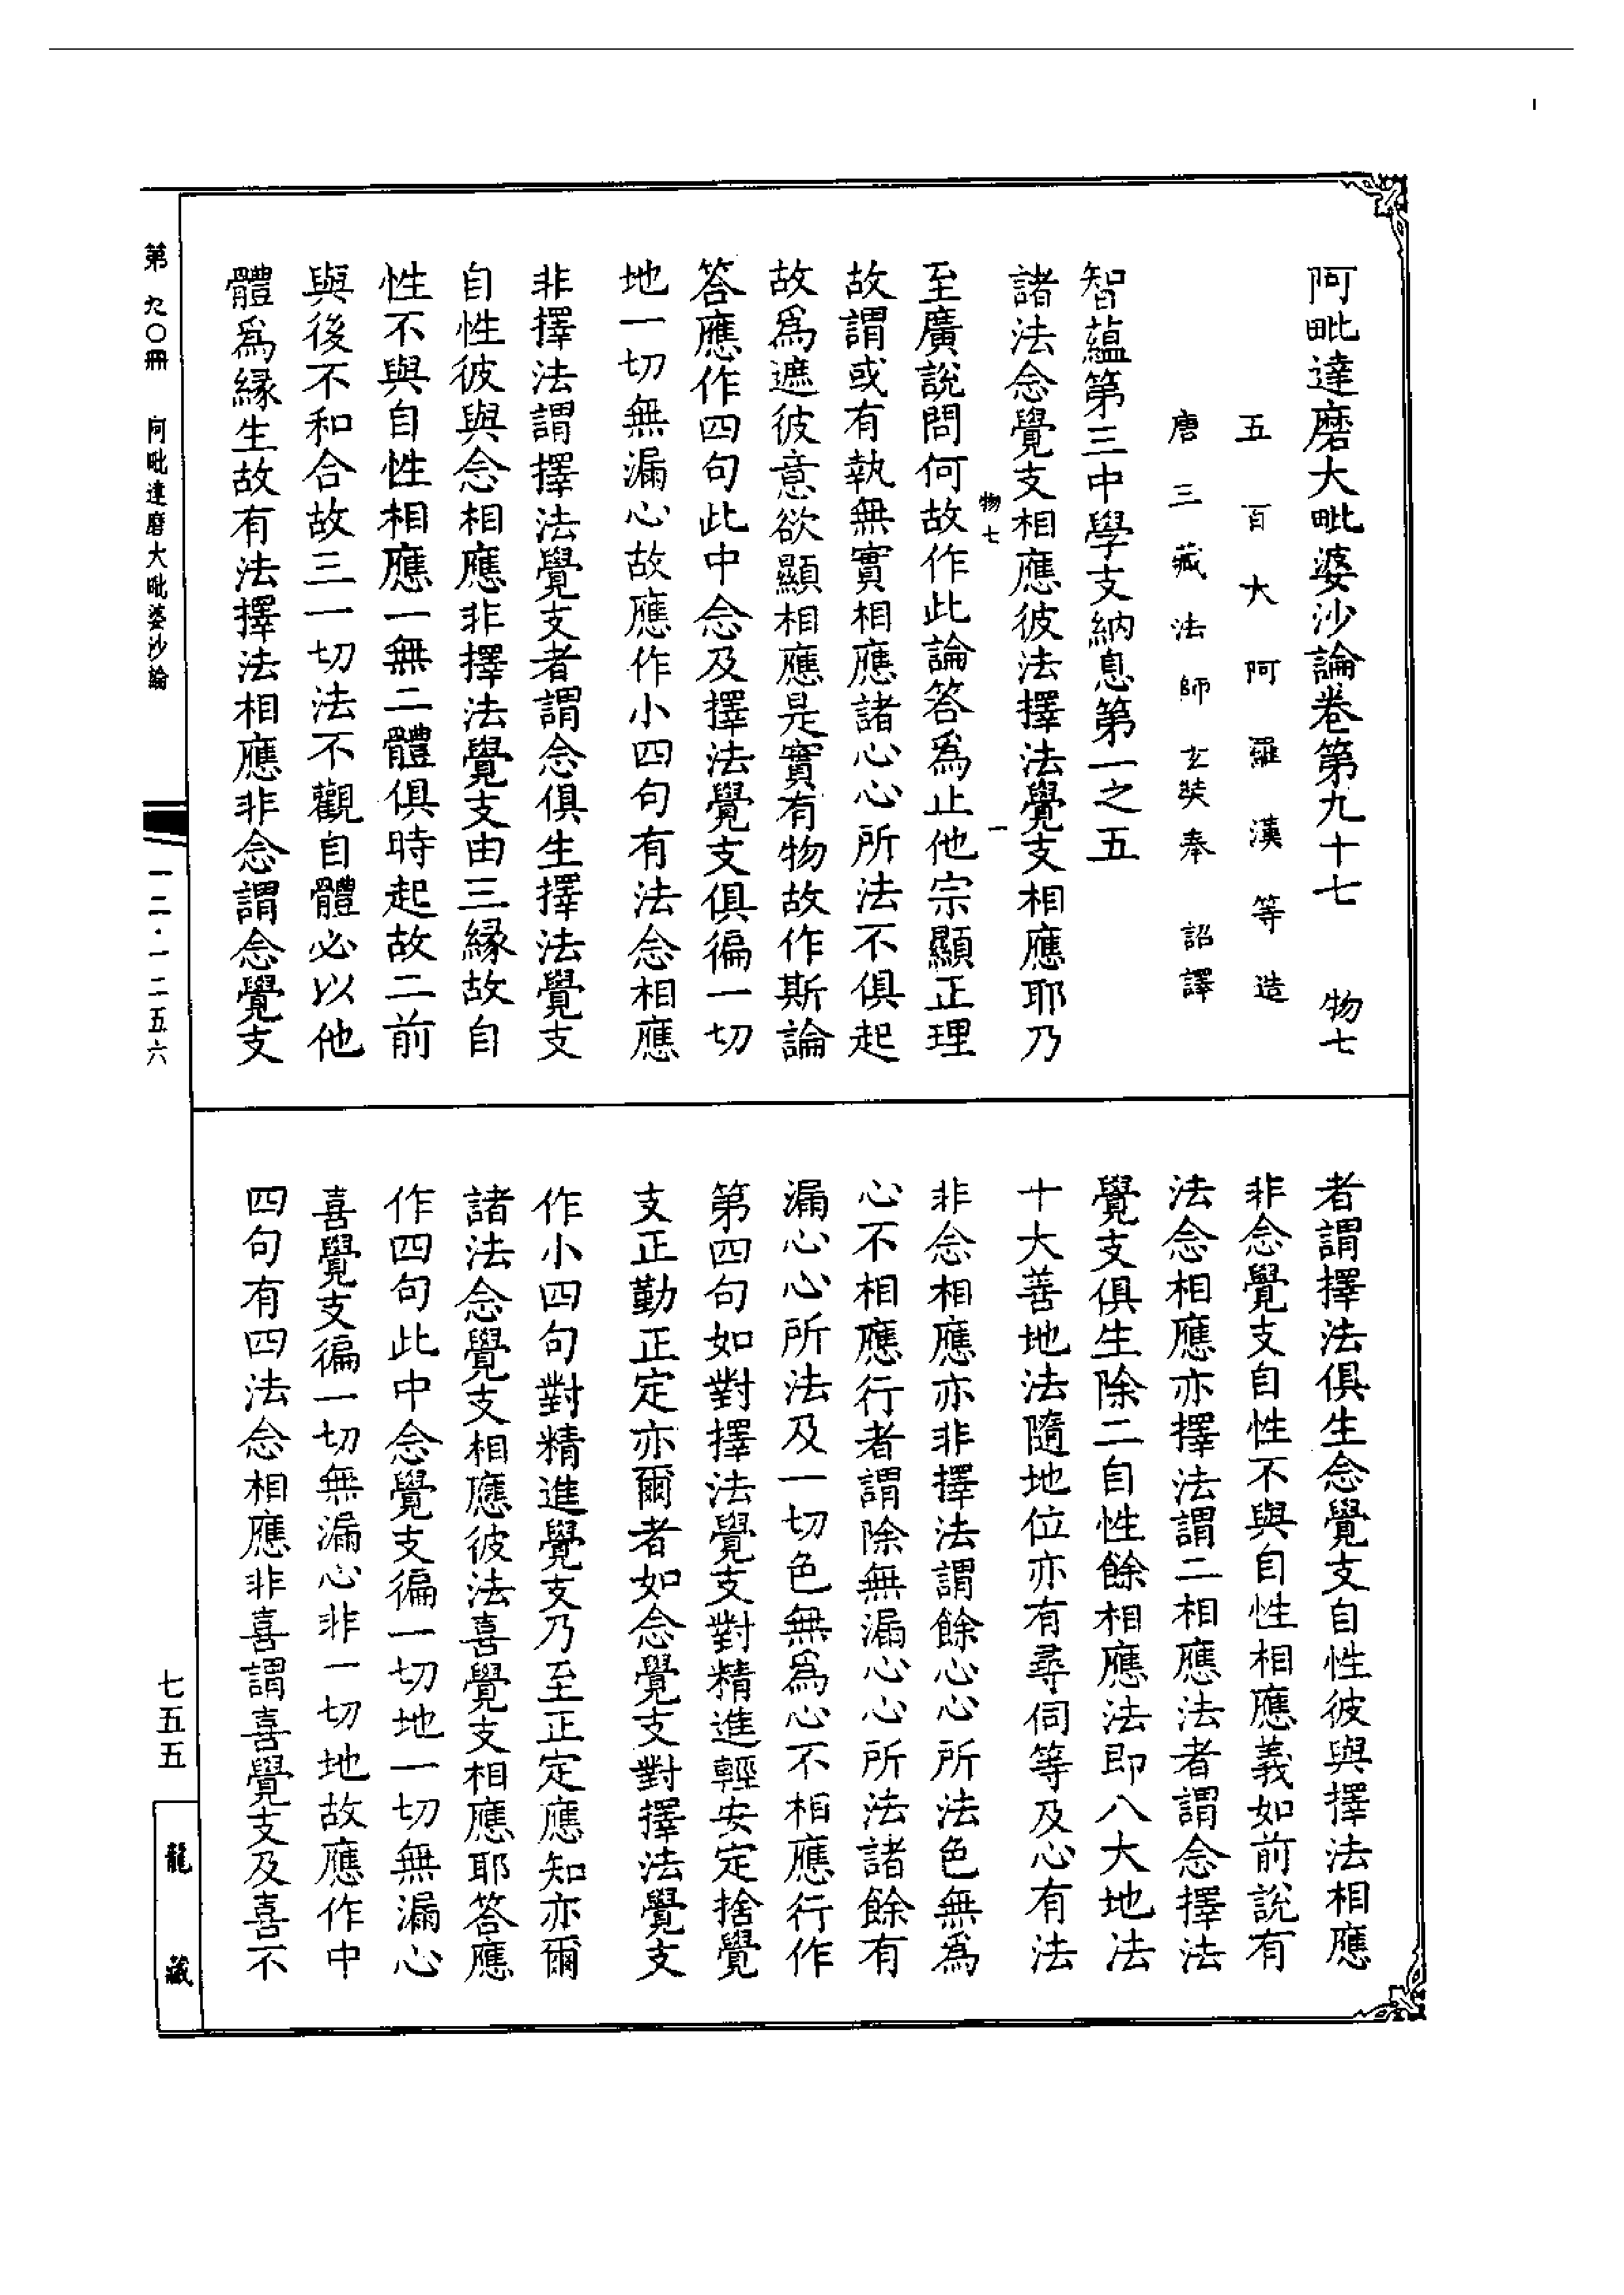 阿毗達磨大毗婆沙論卷第九十七 物七
五百大阿羅漢等造
唐三藏法師玄奘奉 詔譯
智蘊第三中學支納息第一之五
諸法念覺支相應彼法擇法覺支相應耶乃
物七 一
至廣說問何故作此論答爲止他宗顯正理
故謂或有執無實相應諸心心所法不俱起
故爲遮彼意欲顯相應是實有物故作斯論
答應作四句此中念及擇法覺支俱徧一切
地一切無漏心故應作小四句有法念相應
非擇法謂擇法覺支者謂念俱生擇法覺支
自性彼與念相應非擇法覺支由三緣故自
性不與自性相應一無二體俱時起故二前
與後不和合故三一切法不觀自體必以他
體爲緣生故有法擇法相應非念謂念覺支
者謂擇法俱生念覺支自性彼與擇法相應
非念覺支自性不與自性相應義如前說有
法念相應亦擇法謂二相應法者謂念擇法
覺支俱生除二自性餘相應法即八大地法
十大善地法隨地位亦有尋伺等及心有法
非念相應亦非擇法謂餘心心所法色無爲
心不相應行者謂除無漏心心所法諸餘有
漏心心所法及一切色無爲心不相應行作
第四句如對擇法覺支對精進輕安定捨覺
支正勤正定亦爾者如念覺支對擇法覺支
作小四句對精進覺支乃至正定應知亦爾
諸法念覺支相應彼法喜覺支相應耶答應
作四句此中念覺支徧一切地一切無漏心
喜覺支徧一切無漏心非一切地故應作中
四句有四法念相應非喜謂喜覺支及喜不
第九〇冊 阿毗達磨大毗婆沙論
一二·一二五六
七五五
龍藏